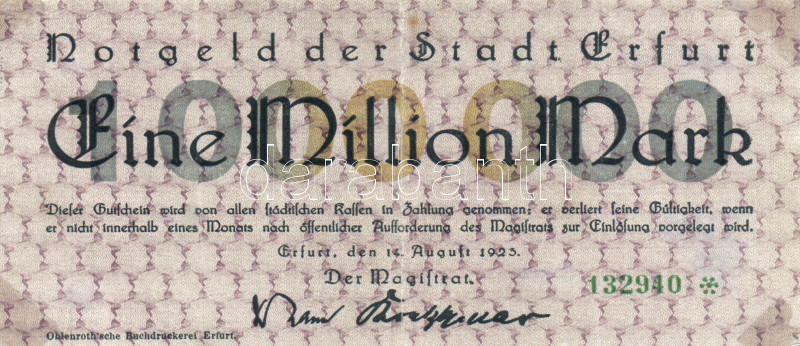 Notgeld der Stadt Erfurt
1000000
Eine Million Mark
Dieser Gutschein wird von allen städtischen Kassen in Zahlung genommen; er verliert seine Gültigkeit, wenn
er nicht innerhalb eines Monats nach öffentlicher Aufforderung des Magistrats zur Einlösung vorgelegt wird.
Erfurt, den 14. August 1923.
Der Magistrat.
132940 *
Ohlenroth'sche Buchdruckerei Erfurt.
darabanth